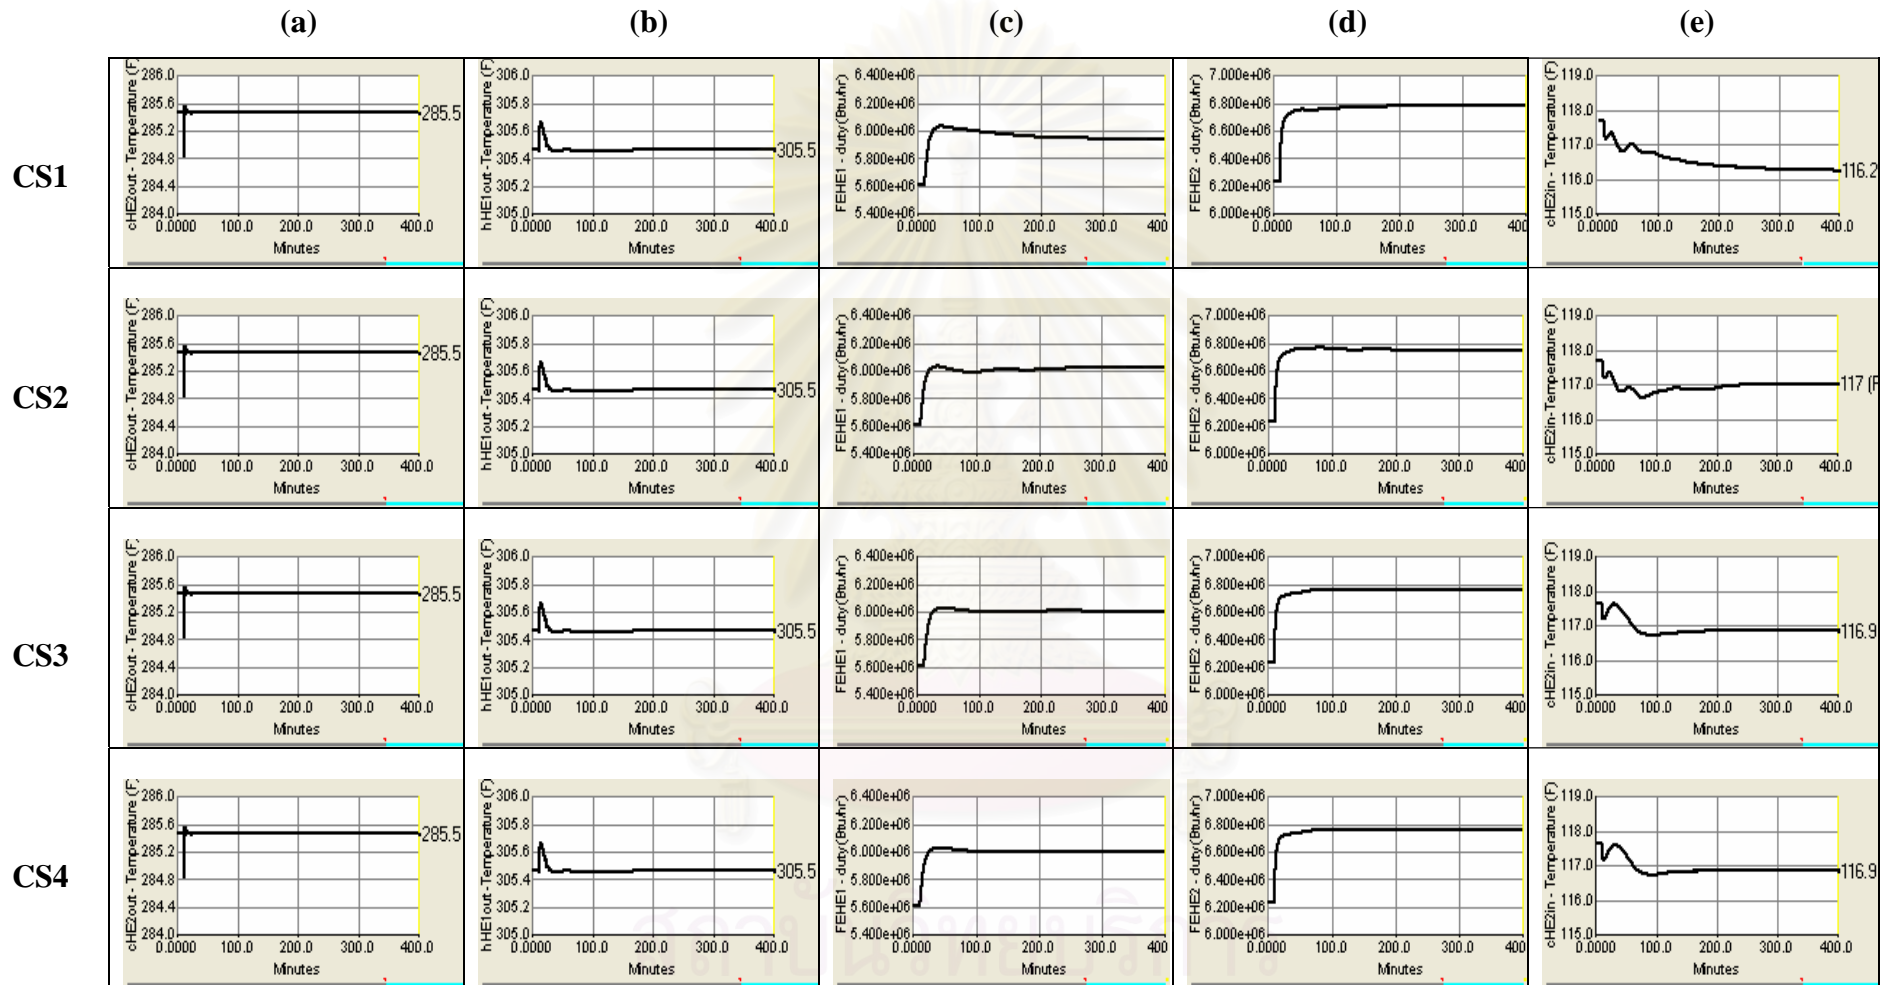 (a) (b) (c) (d) (e)
CS1
cHE2out - Temperature (F)
286.0
285.6
285.2
284.8
284.4
284.0
0.0000 100.0 200.0 300.0 400.0
Minutes
285.5
hHE1out - Temperature (F)
306.0
305.8
305.6
305.4
305.2
305.0
0.0000 100.0 200.0 300.0 400.0
Minutes
305.5
FEHE1 - duty (Btu/hr)
6.400e+06
6.200e+06
6.000e+06
5.800e+06
5.600e+06
5.400e+06
0.0000 100.0 200.0 300.0 400.0
Minutes
FEHE2 - duty (Btu/hr)
7.000e+06
6.800e+06
6.600e+06
6.400e+06
6.200e+06
6.000e+06
0.0000 100.0 200.0 300.0 400.0
Minutes
cHE2in - Temperature (F)
119.0
118.0
117.0
116.0
115.0
0.0000 100.0 200.0 300.0 400.0
Minutes
116.2
CS2
cHE2out - Temperature (F)
286.0
285.6
285.2
284.8
284.4
284.0
0.0000 100.0 200.0 300.0 400.0
Minutes
285.5
hHE1out -Temperature (F)
306.0
305.8
305.6
305.4
305.2
305.0
0.0000 100.0 200.0 300.0 400.0
Minutes
305.5
FEHE1 - duty (Btu/hr)
6.400e+06
6.200e+06
6.000e+06
5.800e+06
5.600e+06
5.400e+06
0.0000 100.0 200.0 300.0 400.0
Minutes
FEHE2 - duty (Btu/hr)
7.000e+06
6.800e+06
6.600e+06
6.400e+06
6.200e+06
6.000e+06
0.0000 100.0 200.0 300.0 400
Minutes
cHE2in-Temperature (F)
119.0
118.0
117.0
116.0
115.0
0.0000 100.0 200.0 300.0 400.0
Minutes
117 (F
CS3
cHE2out - Temperature (F)
286.0
285.6
285.2
284.8
284.4
284.0
0.0000 100.0 200.0 300.0 400.0
Minutes
285.5
hHE1out-Temperature (F)
306.0
305.8
305.6
305.4
305.2
305.0
0.0000 100.0 200.0 300.0 400.0
Minutes
305.5
FEHE1 - duty (Btu/hr)
6.400e+06
6.200e+06
6.000e+06
5.800e+06
5.600e+06
5.400e+06
0.0000 100.0 200.0 300.0 400.0
Minutes
FEHE2 - duty (Btu/hr)
7.000e+06
6.800e+06
6.600e+06
6.400e+06
6.200e+06
6.000e+06
0.0000 100.0 200.0 300.0 400
Minutes
cHE2in - Temperature (F)
119.0
118.0
117.0
116.0
115.0
0.0000 100.0 200.0 300.0 400.0
Minutes
116.9
CS4
cHE2out - Temperature (F)
286.0
285.6
285.2
284.8
284.4
284.0
0.0000 100.0 200.0 300.0 400.0
Minutes
285.5
hHE1out - Temperature (F)
306.0
305.8
305.6
305.4
305.2
305.0
0.0000 100.0 200.0 300.0 400.0
Minutes
305.5
FEHE1 - duty (Btu/hr)
6.400e+06
6.200e+06
6.000e+06
5.800e+06
5.600e+06
5.400e+06
0.0000 100.0 200.0 300.0 400.0
Minutes
FEHE2 - duty (Btu/hr)
7.000e+06
6.800e+06
6.600e+06
6.400e+06
6.200e+06
6.000e+06
0.0000 100.0 200.0 300.0 400
Minutes
cHE2in - Temperature (F)
119.0
118.0
117.0
116.0
115.0
0.0000 100.0 200.0 300.0 400.0
Minutes
116.9
สถาบันวิทยบริการ